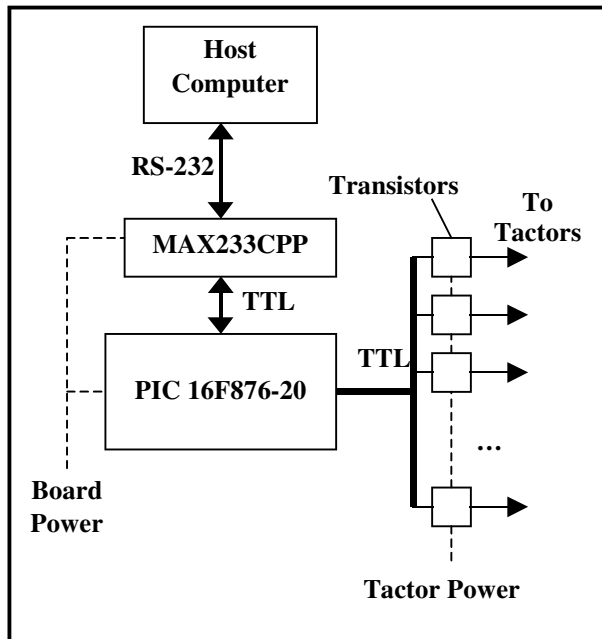 Host
Computer
RS-232
Transistors
To
Tactors
MAX233CPP
TTL
TTL
PIC 16F876-20
...
Board
Power
Tactor Power